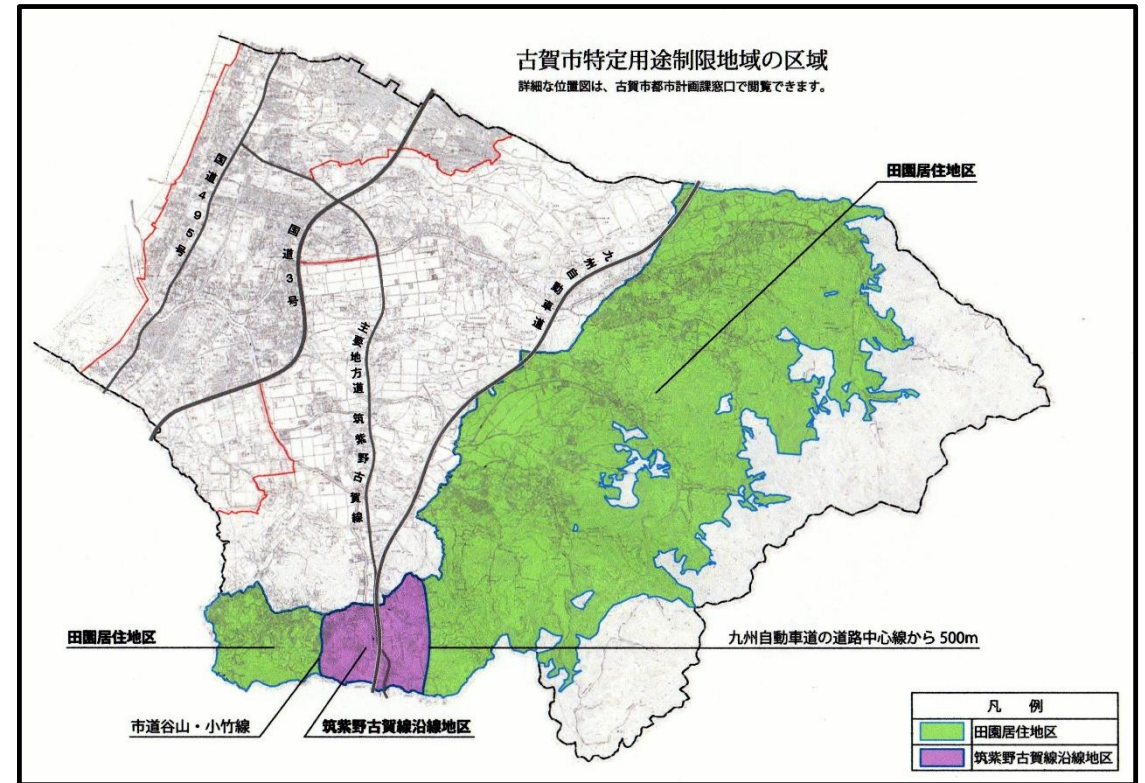 古賀市特定用途制限地域の区域
詳細な位置図は、古賀市都市計画課窓口で閲覧できます。
田園居住地区
国道495号
国道3号
九州自動車道
主要地方道 筑紫野古賀線
田園居住地区
九州自動車道の道路中心線から500m
市道谷山・小竹線
筑紫野古賀線沿線地区
凡 例
田園居住地区
筑紫野古賀線沿線地区